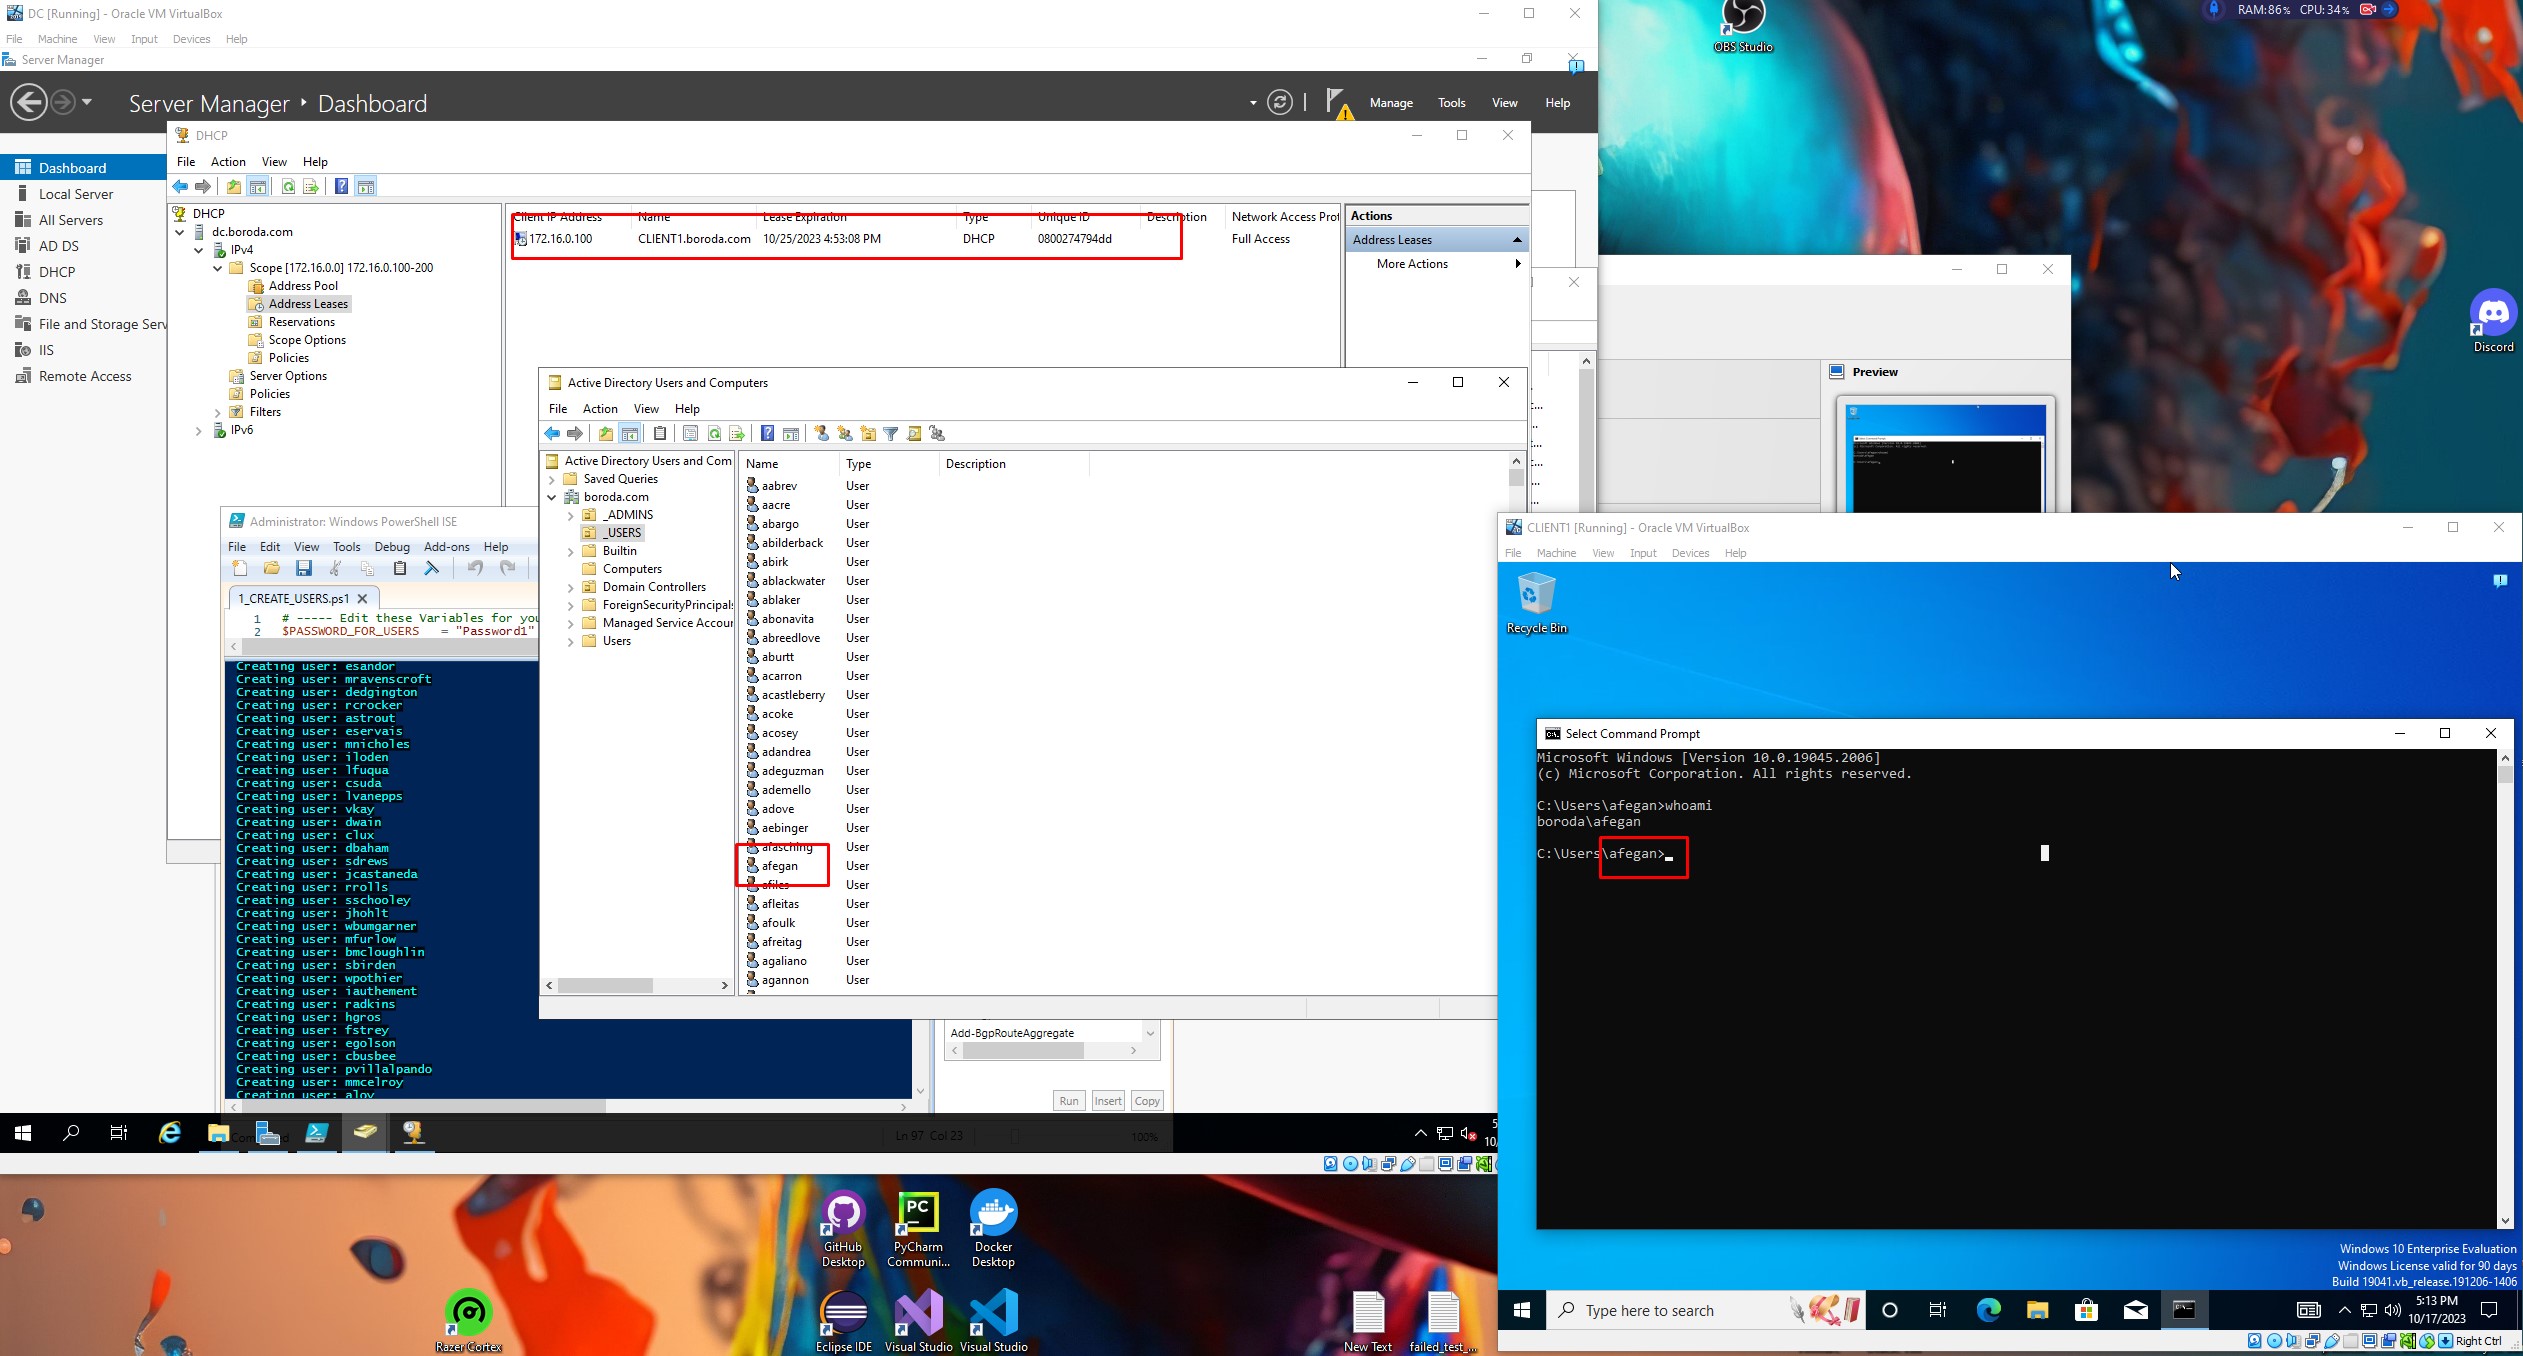 DC [Running] - Oracle VM VirtualBox
File Machine View Input Devices Help
Server Manager
Server Manager Dashboard
Manage Tools View Help
Dashboard
Local Server
All Servers
AD DS
DHCP
DNS
File and Storage Serv
IIS
Remote Access
DHCP
File Action View Help
DHCP
dc.boroda.com
IPv4
Scope [172.16.0.0] 172.16.0.100-200
Address Pool
Address Leases
Reservations
Scope Options
Policies
Server Options
Policies
Filters
IPv6
Client IP Address Name Lease Expiration Type Unique ID Description Network Access Prot
172.16.0.100 CLIENT1.boroda.com 10/25/2023 4:53:08 PM DHCP 0800274794dd Full Access
Actions
Address Leases
More Actions
Administrator: Windows PowerShell ISE
File Edit View Tools Debug Add-ons Help
1_CREATE_USERS.ps1
1 # ----- Edit these Variables for you
2 $PASSWORD_FOR_USERS = "Password1"
Creating user: esandor
Creating user: mravenscroft
Creating user: dedgington
Creating user: rcrocker
Creating user: astrout
Creating user: eservais
Creating user: mnicholes
Creating user: iloden
Creating user: lfuqua
Creating user: csuda
Creating user: lvanepps
Creating user: vkay
Creating user: dwain
Creating user: clux
Creating user: dbaham
Creating user: sdrews
Creating user: jcastaneda
Creating user: rrolls
Creating user: sschooley
Creating user: jhohlt
Creating user: wbumgarner
Creating user: mfurlow
Creating user: bmcloughlin
Creating user: sbirden
Creating user: wpothier
Creating user: iauthement
Creating user: radkins
Creating user: hgros
Creating user: fstrey
Creating user: egolson
Creating user: cbusbee
Creating user: pvillalpando
Creating user: mmcelroy
Creating user: aloy
Ln 97 Col 23 100%
Add-BgpRouteAggregate
Run Insert Copy
Active Directory Users and Computers
File Action View Help
Active Directory Users and Com
Saved Queries
boroda.com
_ADMINS
_USERS
Builtin
Computers
Domain Controllers
ForeignSecurityPrincipals
Managed Service Accour
Users
Name Type Description
aabrev User
aacre User
abargo User
abilderback User
abirk User
ablackwater User
ablaker User
abonavita User
abreedlove User
aburtt User
acarron User
acastleberry User
acoke User
acosey User
adandrea User
adeguzman User
ademello User
adove User
aebinger User
afasching User
afegan User
afiles User
afleitas User
afoulk User
afreitag User
agaliano User
agannon User
RAM:86% CPU:34%
OBS Studio
Discord
Preview
CLIENT1 [Running] - Oracle VM VirtualBox
File Machine View Input Devices Help
Recycle Bin
Select Command Prompt
Microsoft Windows [Version 10.0.19045.2006]
(c) Microsoft Corporation. All rights reserved.
C:\Users\afegan>whoami
boroda\afegan
C:\Users\afegan>
Windows 10 Enterprise Evaluation
Windows License valid for 90 days
Build 19041.vb_release.191206-1406
Type here to search
5:13 PM
10/17/2023
Right Ctrl
GitHub Desktop
PyCharm Communi...
Docker Desktop
Razer Cortex
Eclipse IDE
Visual Studio
Visual Studio
New Text
failed_test_...